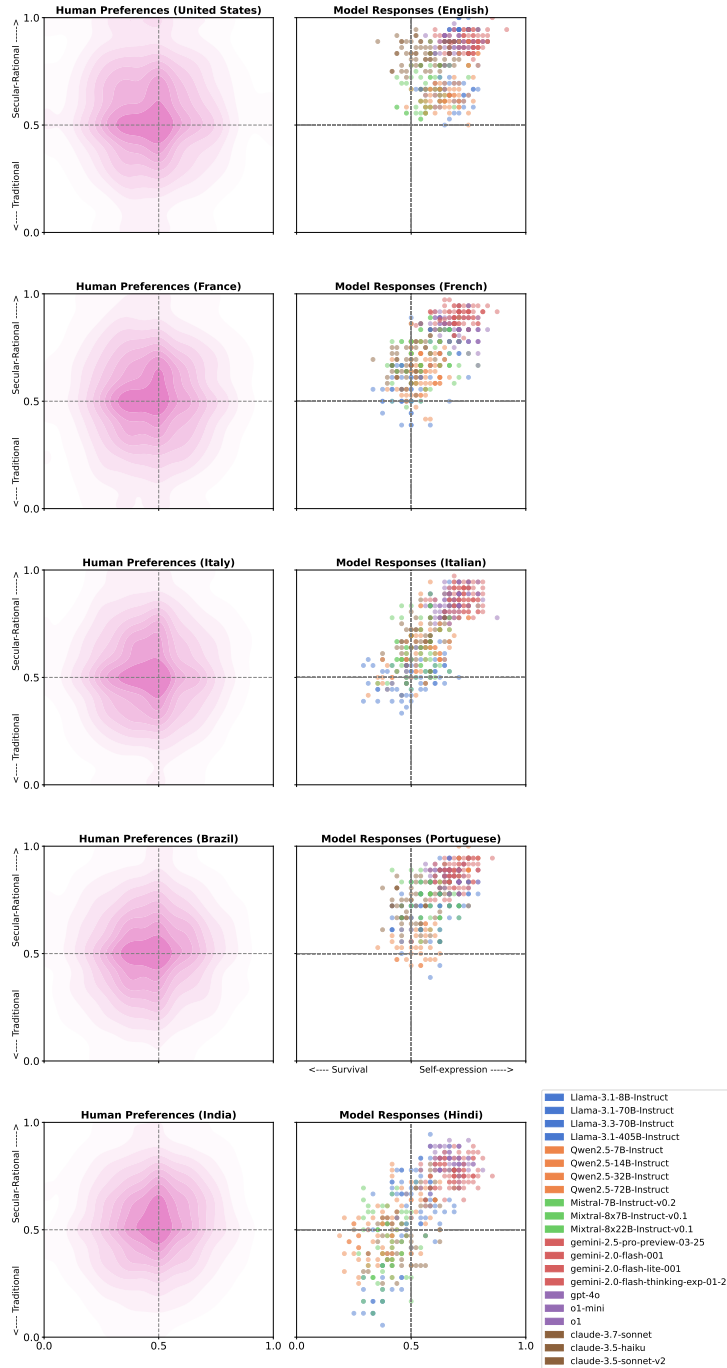 Human Preferences (United States)
Model Responses (English)
1.0
Secular-Rational ---->
0.5
<---- Traditional
0.0
Human Preferences (France)
Model Responses (French)
1.0
Secular-Rational ---->
0.5
<---- Traditional
0.0
Human Preferences (Italy)
Model Responses (Italian)
1.0
Secular-Rational ---->
0.5
<---- Traditional
0.0
Human Preferences (Brazil)
Model Responses (Portuguese)
1.0
Secular-Rational ---->
0.5
<---- Traditional
0.0
<---- Survival
Self-expression ---->
Human Preferences (India)
Model Responses (Hindi)
1.0
Secular-Rational ---->
0.5
<---- Traditional
0.0
0.0
0.5
1.0
0.0
0.5
1.0
Llama-3.1-8B-Instruct
Llama-3.1-70B-Instruct
Llama-3.3-70B-Instruct
Llama-3.1-405B-Instruct
Qwen2.5-7B-Instruct
Qwen2.5-14B-Instruct
Qwen2.5-32B-Instruct
Qwen2.5-72B-Instruct
Mistral-7B-Instruct-v0.2
Mixtral-8x7B-Instruct-v0.1
Mixtral-8x22B-Instruct-v0.1
gemini-2.5-pro-preview-03-25
gemini-2.0-flash-001
gemini-2.0-flash-lite-001
gemini-2.0-flash-thinking-exp-01-2
gpt-4o
o1-mini
o1
claude-3.7-sonnet
claude-3.5-haiku
claude-3.5-sonnet-v2